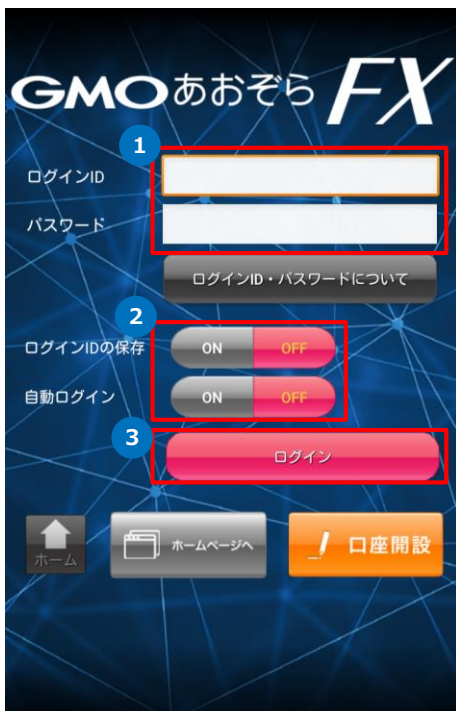 GMOあおぞら FX
1
ログインID
パスワード
ログインID・パスワードについて
2
ログインIDの保存 ON OFF
自動ログイン ON OFF
3
ログイン
ホーム ホームページへ 口座開設